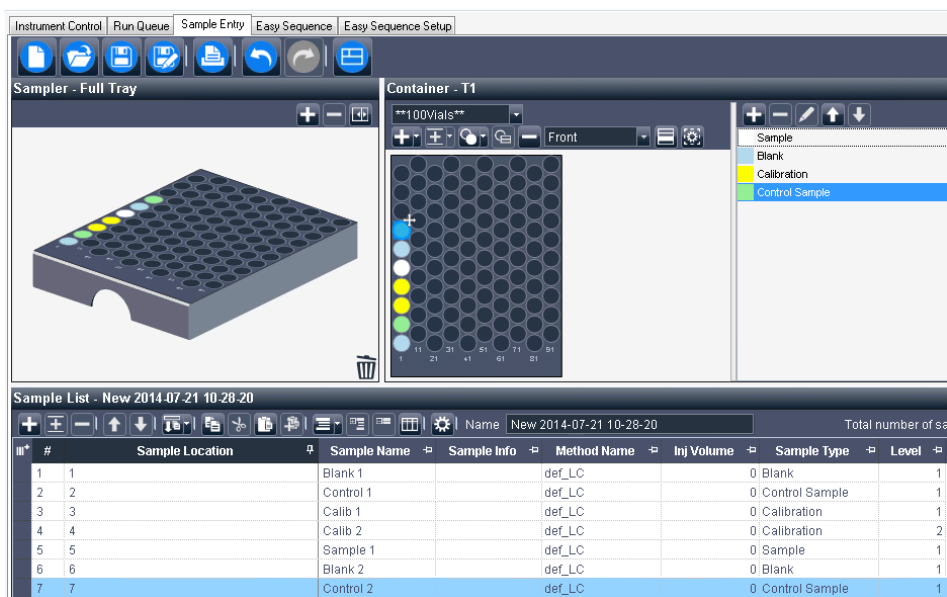 Instrument Control Run Queue Sample Entry Easy Sequence Easy Sequence Setup
Sampler - Full Tray
Container - T1
**100Vials**
Front
Sample
Blank
Calibration
Control Sample
11 31 51 71 91
1 21 41 61 81
Sample List - New 2014-07-21 10-28-20
Name New 2014-07-21 10-28-20 Total number of sa
# Sample Location Sample Name Sample Info Method Name Inj Volume Sample Type Level
1 1 Blank 1 def_LC 0 Blank 1
2 2 Control 1 def_LC 0 Control Sample 1
3 3 Calib 1 def_LC 0 Calibration 1
4 4 Calib 2 def_LC 0 Calibration 2
5 5 Sample 1 def_LC 0 Sample 1
6 6 Blank 2 def_LC 0 Blank 1
7 7 Control 2 def_LC 0 Control Sample 1